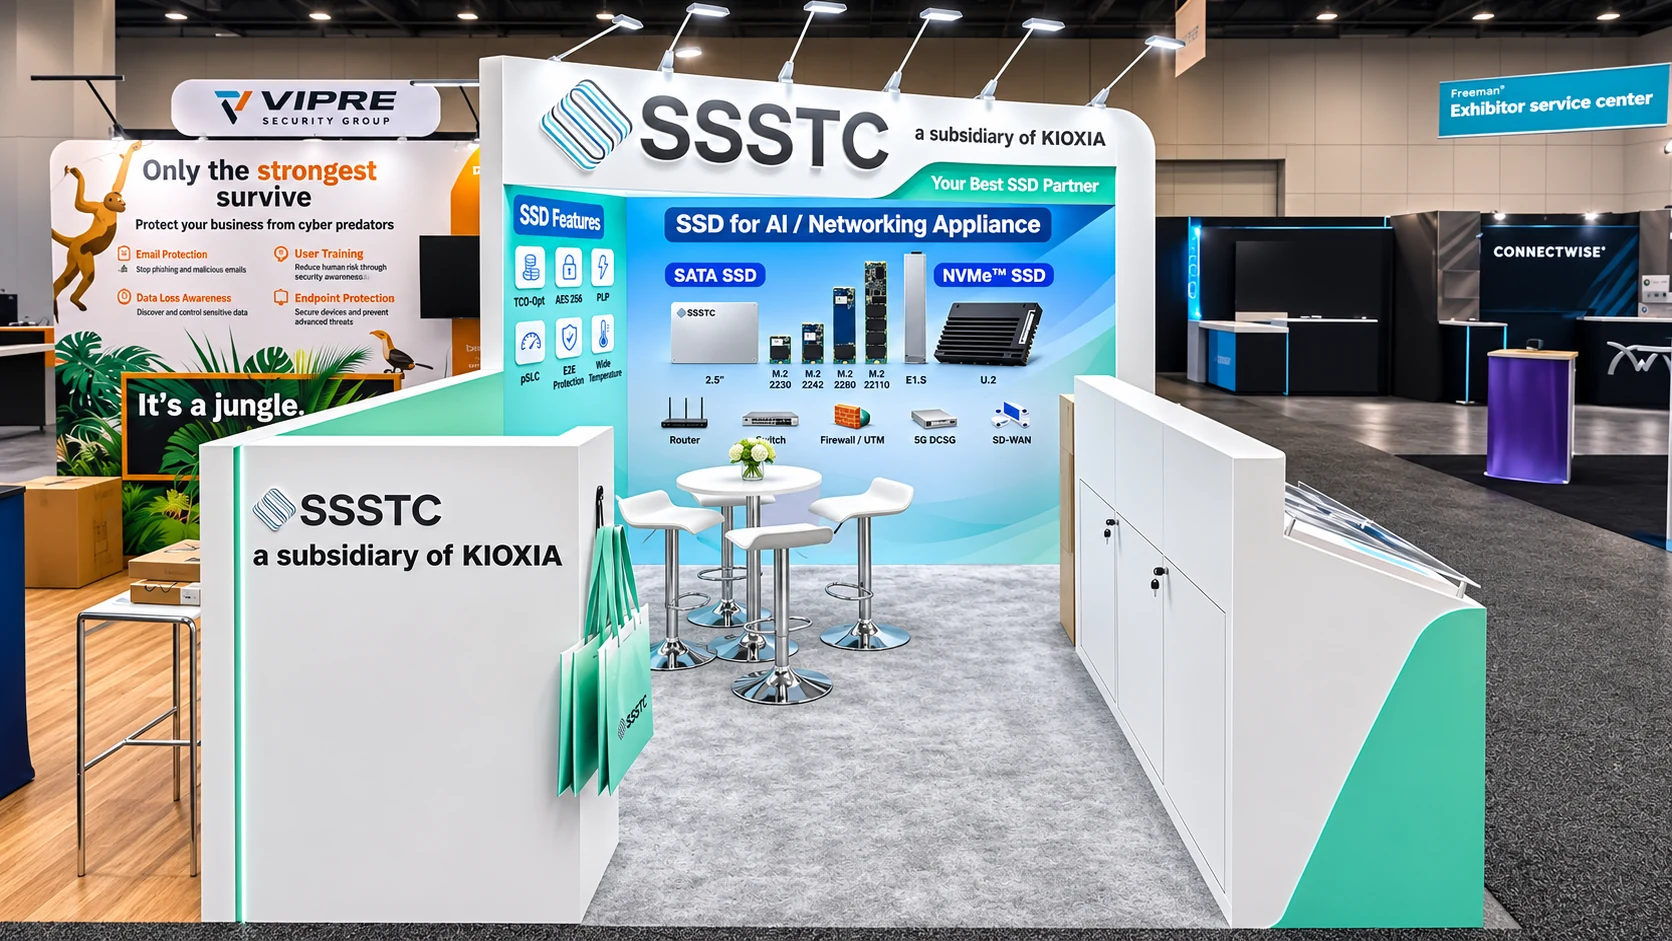 VIPRE
SECURITY GROUP
Only the strongest
survive
Protect your business from cyber predators
Email Protection
Stop phishing and malicious emails
User Training
Reduce human risk through
security awareness
Data Loss Awareness
Discover and control sensitive data
Endpoint Protection
Secure devices and prevent
advanced threats
It's a jungle.
SSSTC
a subsidiary of KIOXIA
Your Best SSD Partner
SSD Features
TCO-Opt
AES 256
PLP
pSLC
E2E
Protection
Wide
Temperature
SSD for AI / Networking Appliance
SATA SSD
NVMe™ SSD
SSSTC
2.5"
M.2
2230
M.2
2242
M.2
2280
M.2
22110
E1.S
U.2
Router
Switch
Firewall / UTM
5G DCSG
SD-WAN
SSSTC
a subsidiary of KIOXIA
SSSTC
Freeman®
Exhibitor service center
CONNECTWISE®